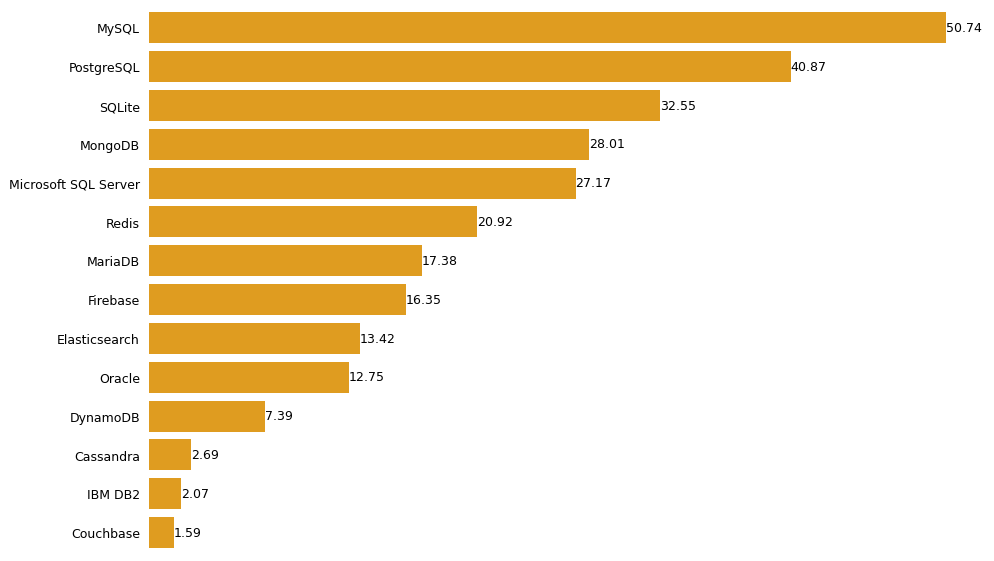 MySQL 50.74
PostgreSQL 40.87
SQLite 32.55
MongoDB 28.01
Microsoft SQL Server 27.17
Redis 20.92
MariaDB 17.38
Firebase 16.35
Elasticsearch 13.42
Oracle 12.75
DynamoDB 7.39
Cassandra 2.69
IBM DB2 2.07
Couchbase 1.59